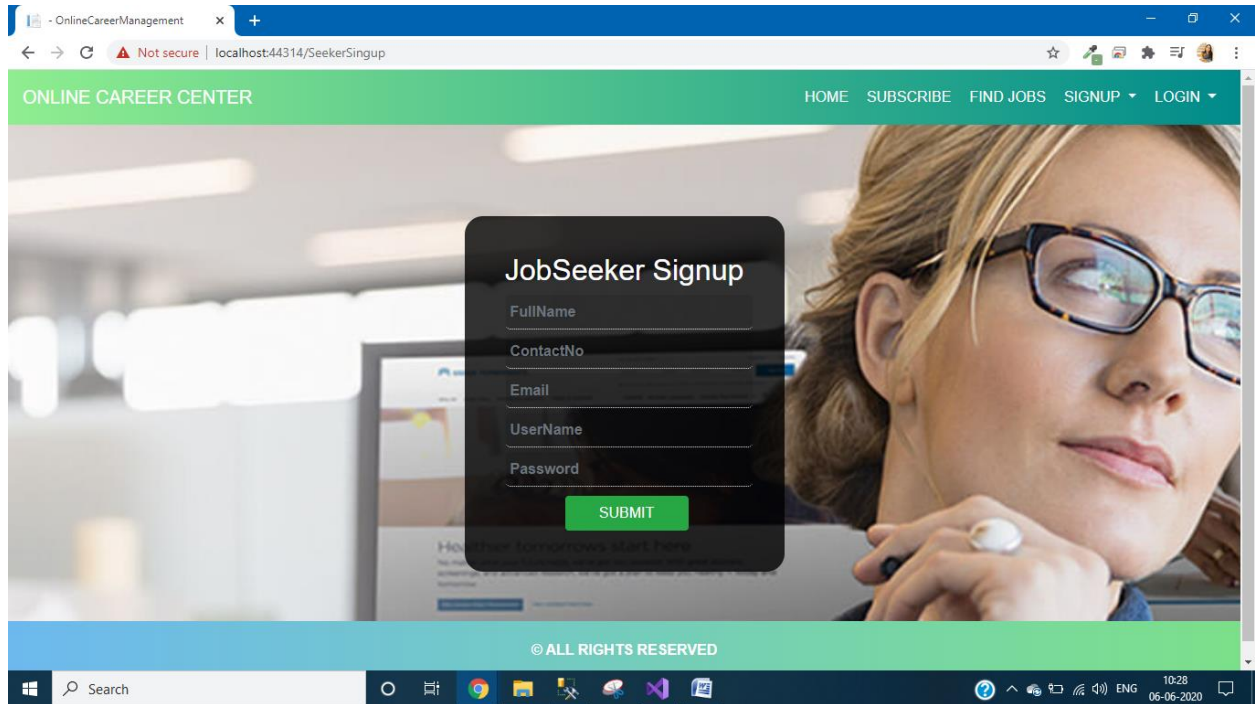 - OnlineCareerManagement
Not secure | localhost:44314/SeekerSingup
ONLINE CAREER CENTER
HOME SUBSCRIBE FIND JOBS SIGNUP LOGIN
JobSeeker Signup
FullName
ContactNo
Email
UserName
Password
SUBMIT
Healthier tomorrows start here
© ALL RIGHTS RESERVED
Search
ENG
10:28
06-06-2020